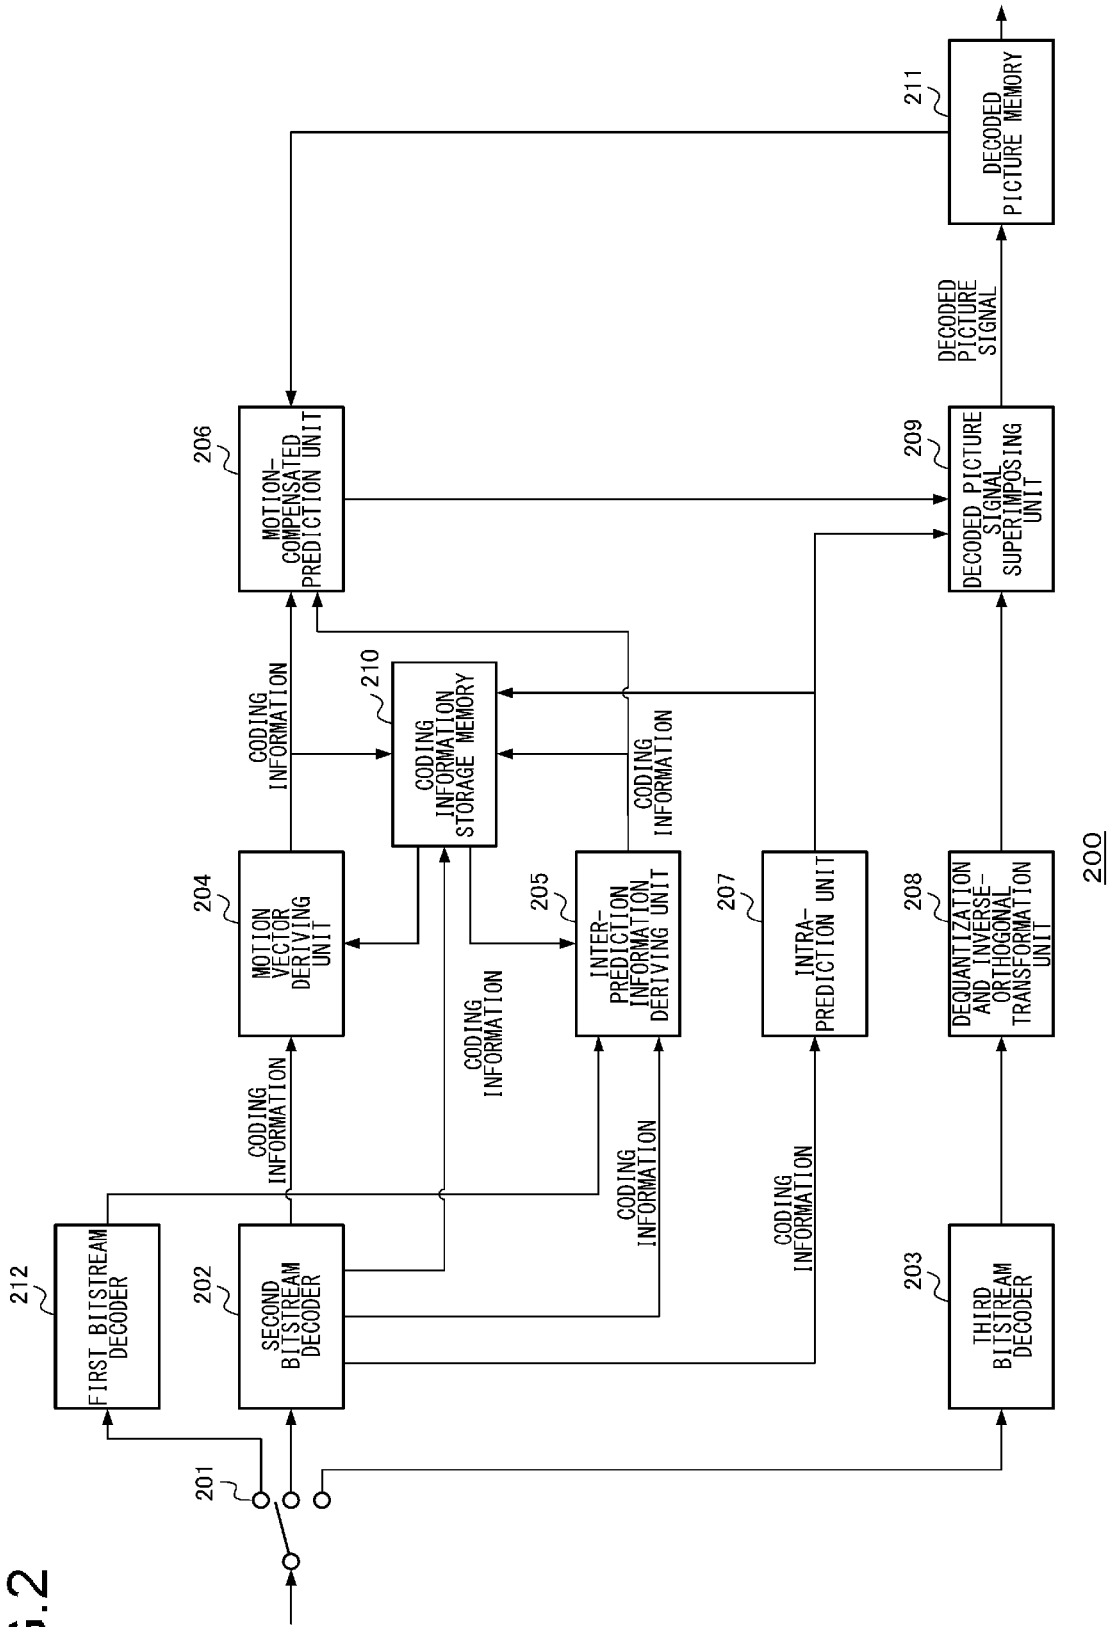 G.2
201
212
FIRST BITSTREAM
DECODER
202
SECOND
BITSTREAM
DECODER
203
THIRD
BITSTREAM
DECODER
CODING
INFORMATION
CODING
INFORMATION
CODING
INFORMATION
CODING
INFORMATION
204
MOTION
VECTOR
DERIVING
UNIT
205
INTER-
PREDICTION
INFORMATION
DERIVING UNIT
207
INTRA-
PREDICTION UNIT
208
DEQUANTIZATION
AND INVERSE-
ORTHOGONAL
TRANSFORMATION
UNIT
CODING
INFORMATION
210
CODING
INFORMATION
STORAGE MEMORY
CODING
INFORMATION
206
MOTION-
COMPENSATED
PREDICTION UNIT
209
DECODED PICTURE
SIGNAL
SUPERIMPOSING
UNIT
DECODED
PICTURE
SIGNAL
211
DECODED
PICTURE MEMORY
200